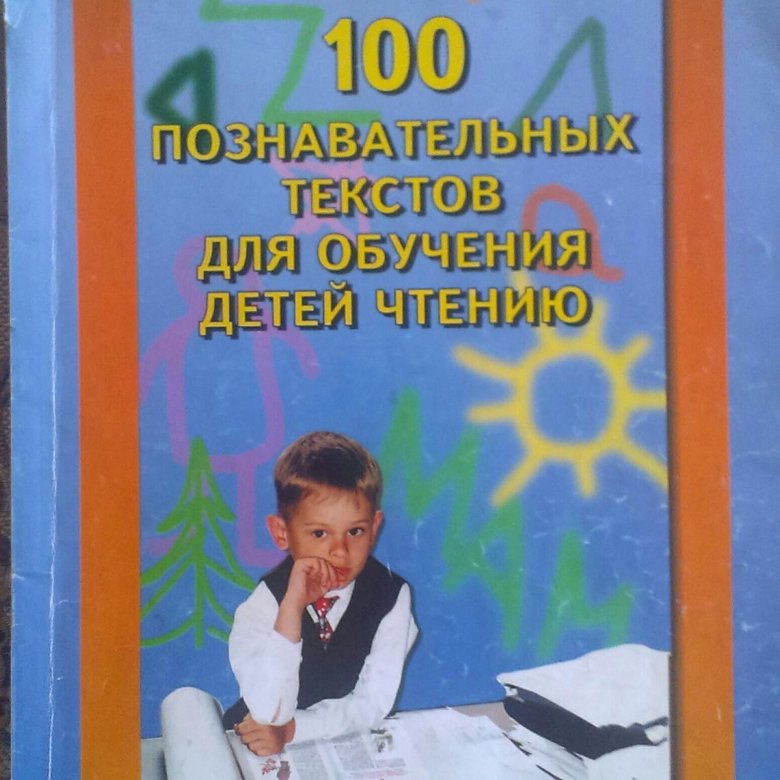 100
ПОЗНАВАТЕЛЬНЫХ
ТЕКСТОВ
ДЛЯ ОБУЧЕНИЯ
ДЕТЕЙ ЧТЕНИЮ